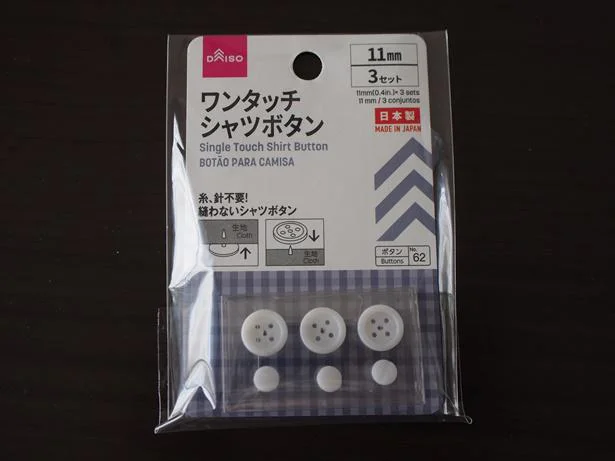 DAISO
11mm
3セット
11mm(0.4in.)× 3 sets
11 mm / 3 conjuntos
日本製
MADE IN JAPAN
ワンタッチ
シャツボタン
Single Touch Shirt Button
BOTÃO PARA CAMISA
糸、針不要!
縫わないシャツボタン
生地
Cloth
生地
Cloth
ボタン
Buttons
No.
62